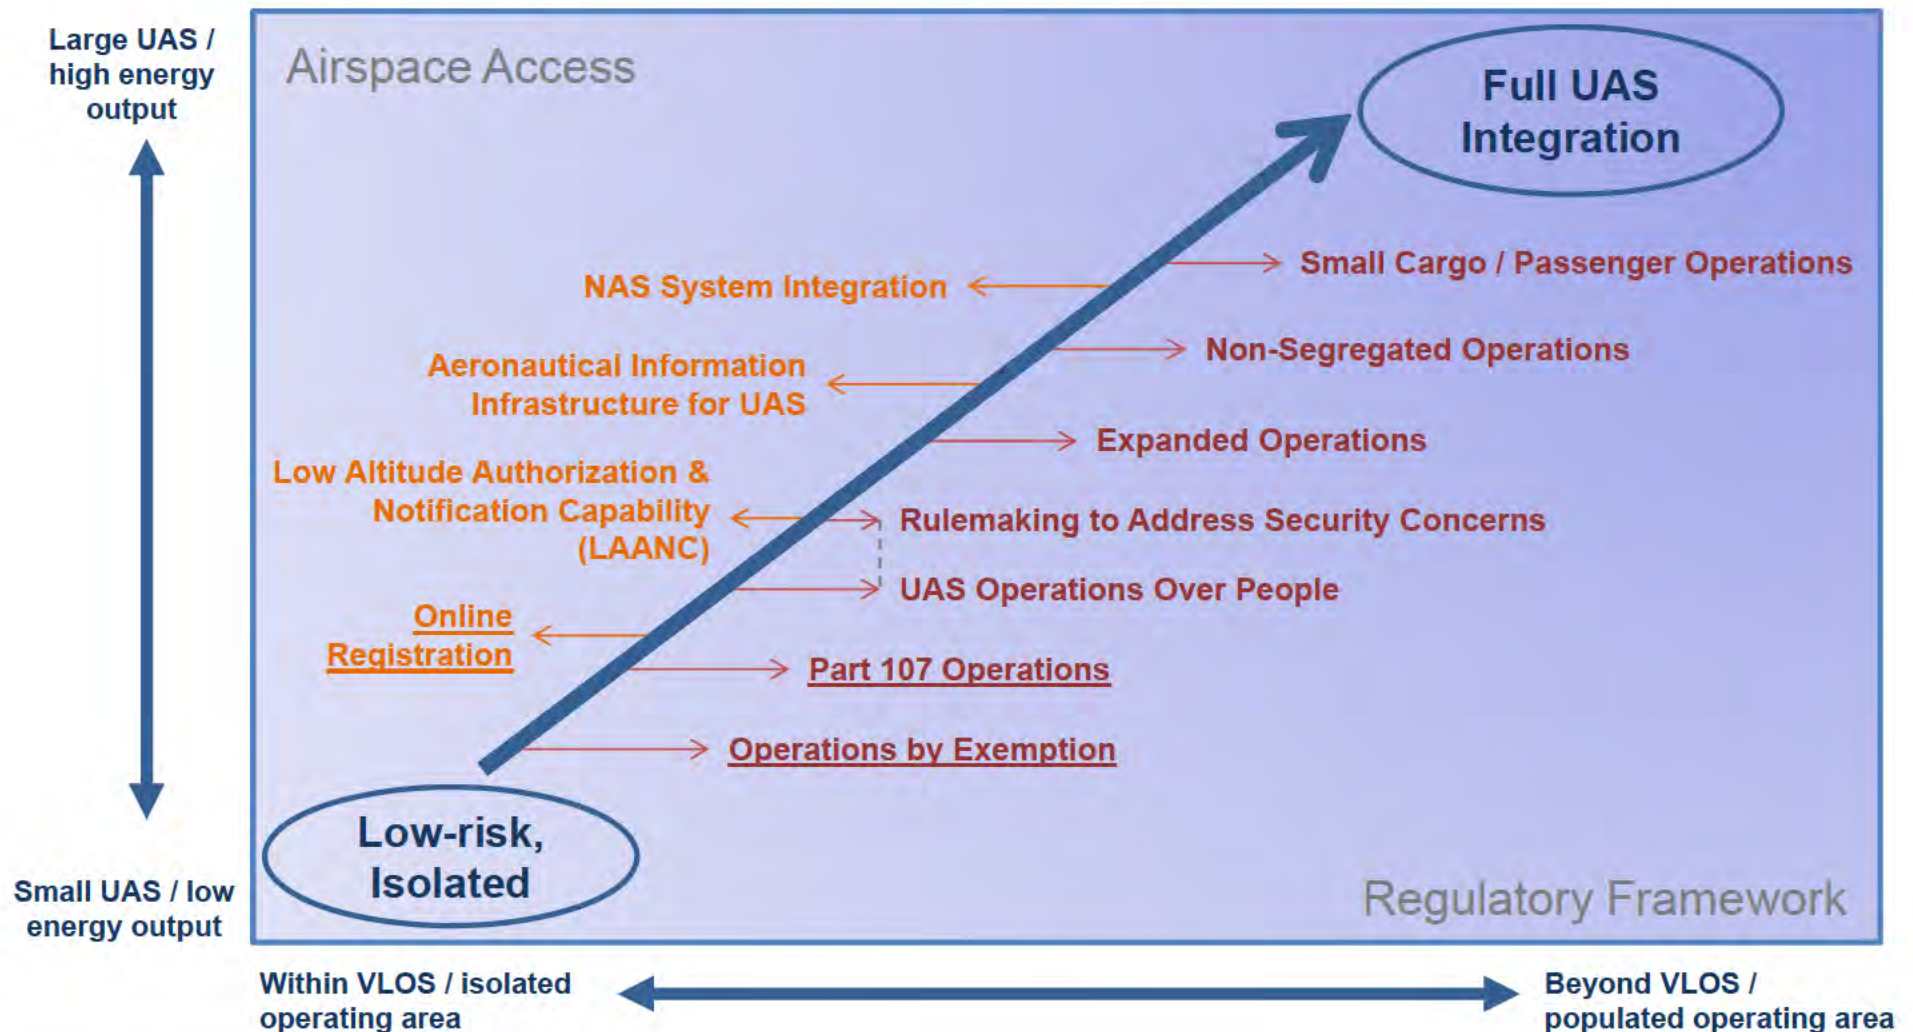 Large UAS /
high energy
output
Airspace Access
Full UAS
Integration
Small Cargo / Passenger Operations
NAS System Integration
Non-Segregated Operations
Aeronautical Information
Infrastructure for UAS
Expanded Operations
Low Altitude Authorization &
Notification Capability
(LAANC)
Rulemaking to Address Security Concerns
UAS Operations Over People
Online
Registration
Part 107 Operations
Operations by Exemption
Low-risk,
Isolated
Small UAS / low
energy output
Regulatory Framework
Within VLOS / isolated
operating area
Beyond VLOS /
populated operating area